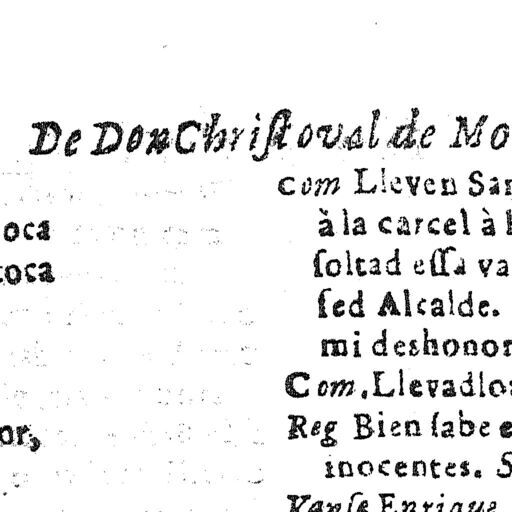 De Don Chriſtoval de Mo
oca
toca
or,
Com Lleven San
à la carcel à l
ſoltad eſſa va
ſed Alcalde.
mi deshonor
Com. Llevadlos
Reg Bien ſabe e
inocentes. S
Vanſe Enrique